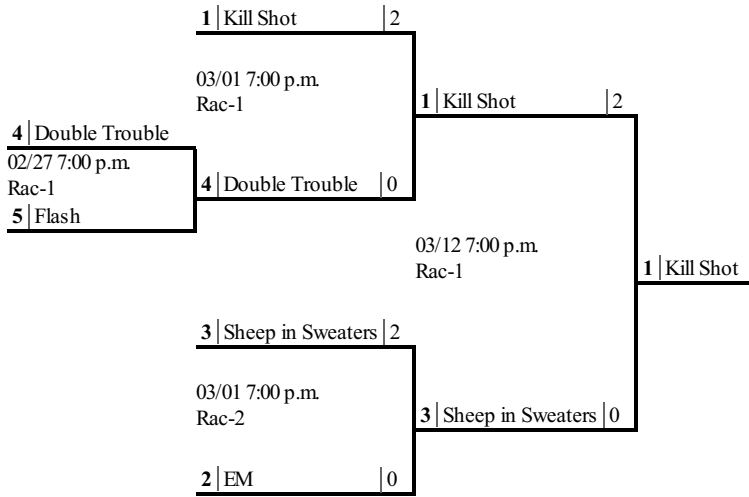 1 Kill Shot 2
03/01 7:00 p.m.
Rac-1
1 Kill Shot 2
4 Double Trouble
02/27 7:00 p.m.
Rac-1
4 Double Trouble 0
5 Flash
03/12 7:00 p.m.
Rac-1
1 Kill Shot
3 Sheep in Sweaters 2
03/01 7:00 p.m.
Rac-2
3 Sheep in Sweaters 0
2 EM 0